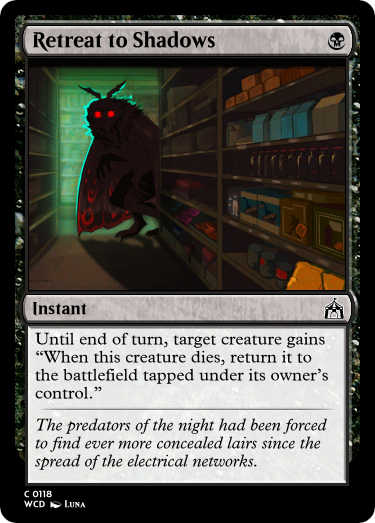 Retreat to Shadows
Instant
Until end of turn, target creature gains
“When this creature dies, return it to
the battlefield tapped under its owner’s
control.”
The predators of the night had been forced
to find ever more concealed lairs since the
spread of the electrical networks.
C 0118
WCD Luna